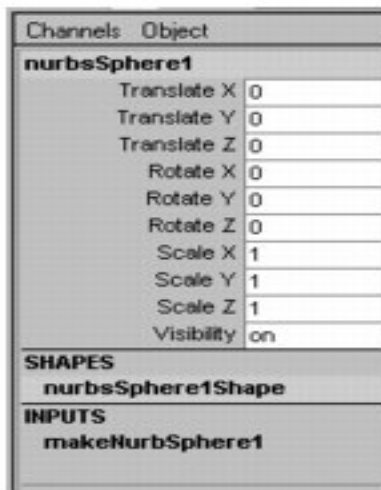 Channels Object
nurbsSphere1
Translate X 0
Translate Y 0
Translate Z 0
Rotate X 0
Rotate Y 0
Rotate Z 0
Scale X 1
Scale Y 1
Scale Z 1
Visibility on
SHAPES
nurbsSphere1Shape
INPUTS
makeNurbSphere1